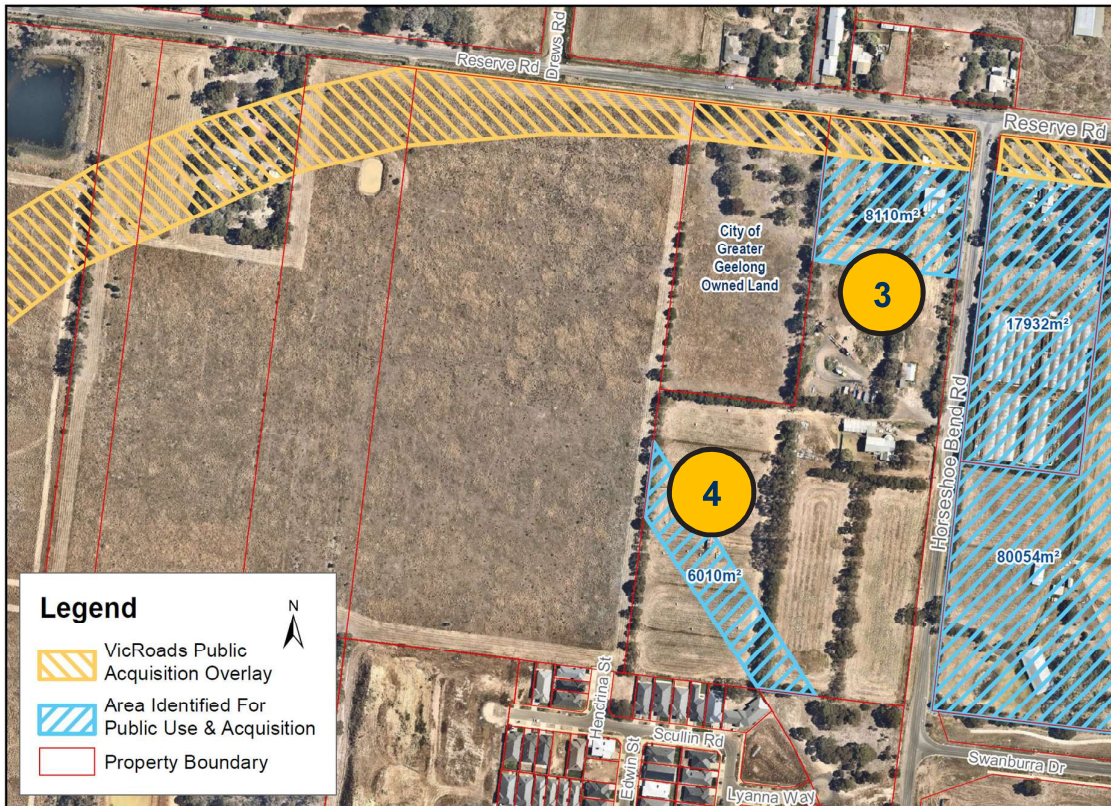 Reserve Rd
Drews Rd
Reserve Rd
8110m²
City of
Greater
Geelong
Owned Land
3
17932m²
Horseshoe Bend Rd
4
6010m²
80054m²
Legend
N
VicRoads Public
Acquisition Overlay
Area Identified For
Public Use & Acquisition
Property Boundary
Hencrina St
Edwin St
Scullin Rd
Lyanna Way
Swanburra Dr